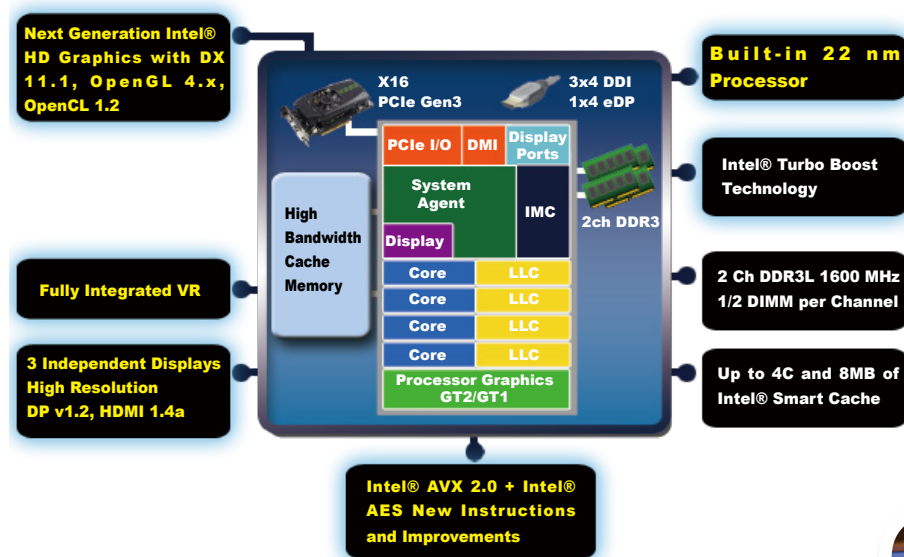 Next Generation Intel®
HD Graphics with DX
11.1, OpenGL 4.x,
OpenCL 1.2
Built-in 22 nm
Processor
X16
PCIe Gen3
3x4 DDI
1x4 eDP
PCIe I/O
DMI
Display
Ports
Intel® Turbo Boost
Technology
System
Agent
IMC
2ch DDR3
High
Bandwidth
Cache
Memory
Display
Fully Integrated VR
Core
LLC
Core
LLC
Core
LLC
Core
LLC
2 Ch DDR3L 1600 MHz
1/2 DIMM per Channel
3 Independent Displays
High Resolution
DP v1.2, HDMI 1.4a
Processor Graphics
GT2/GT1
Up to 4C and 8MB of
Intel® Smart Cache
Intel® AVX 2.0 + Intel®
AES New Instructions
and Improvements